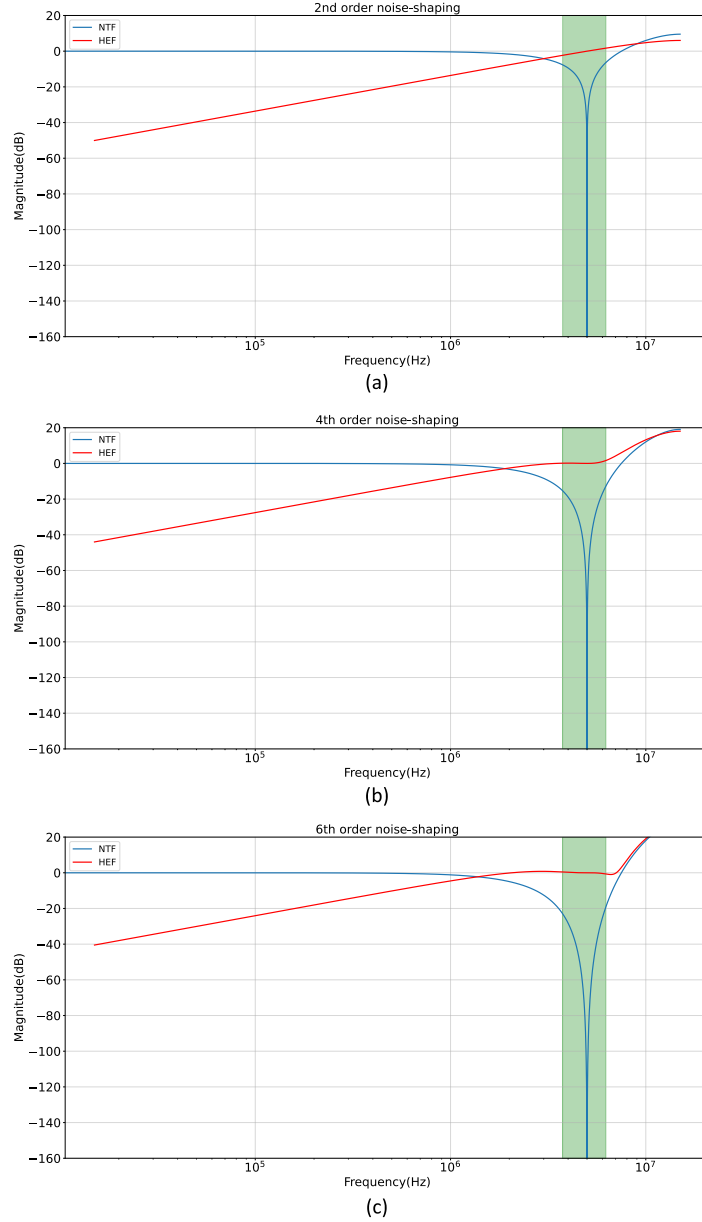 2nd order noise-shaping
20
NTF
HEF
0
−20
−40
−60
−80
−100
−120
−140
−160
Magnitude(dB)
10^5
10^6
10^7
Frequency(Hz)
(a)
4th order noise-shaping
20
NTF
HEF
0
−20
−40
−60
−80
−100
−120
−140
−160
Magnitude(dB)
10^5
10^6
10^7
Frequency(Hz)
(b)
6th order noise-shaping
20
NTF
HEF
0
−20
−40
−60
−80
−100
−120
−140
−160
Magnitude(dB)
10^5
10^6
10^7
Frequency(Hz)
(c)